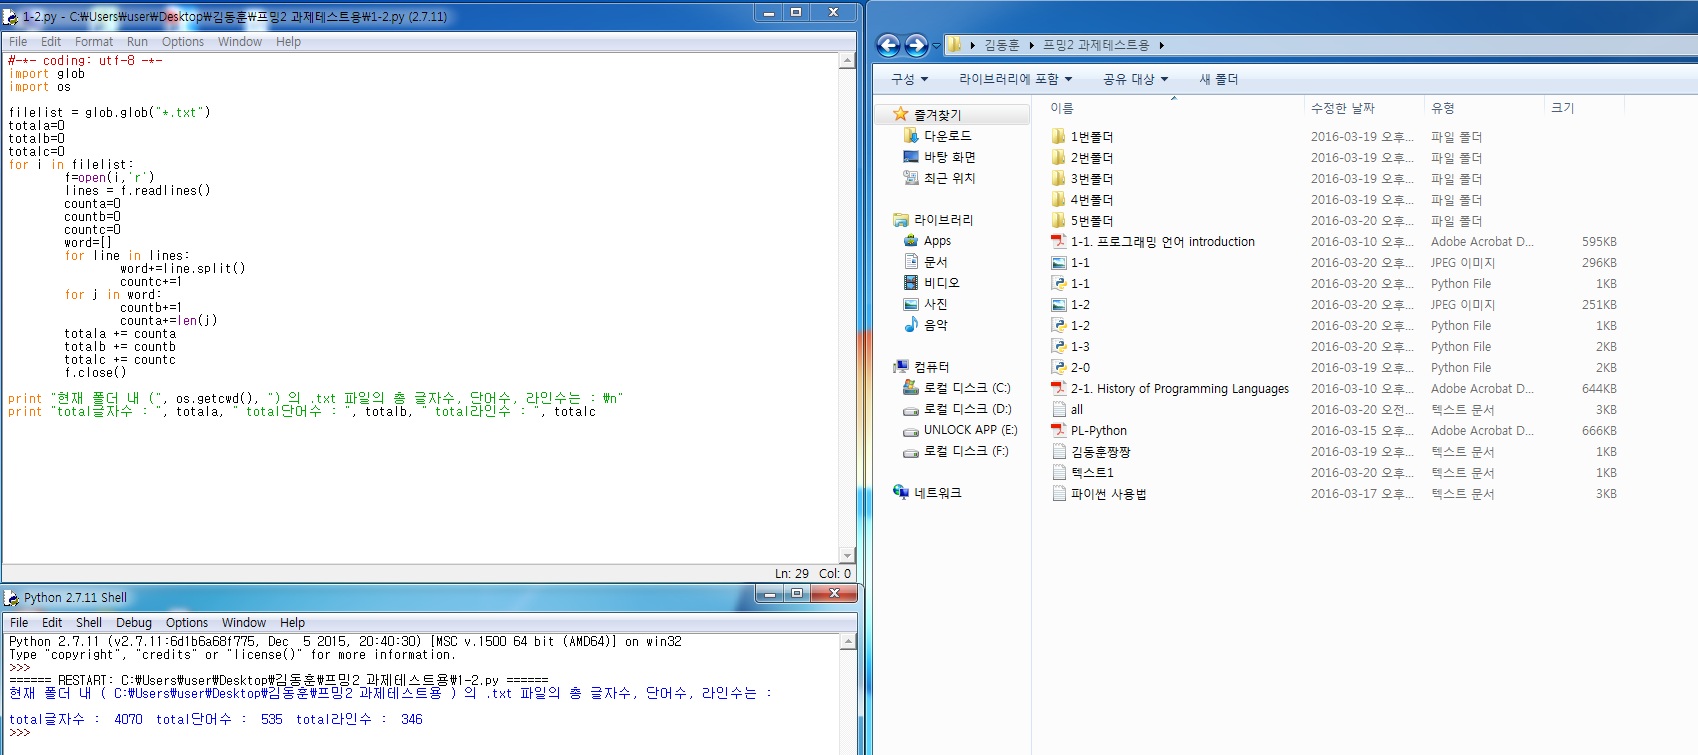 1-2.py - C:₩Users₩user₩Desktop₩김동훈₩프밍2 과제테스트용₩1-2.py (2.7.11)
File Edit Format Run Options Window Help
#-*- coding: utf-8 -*-
import glob
import os
filelist = glob.glob("*.txt")
totala=0
totalb=0
totalc=0
for i in filelist:
f=open(i,'r')
lines = f.readlines()
counta=0
countb=0
countc=0
word=[]
for line in lines:
word+=line.split()
countc+=1
for j in word:
countb+=1
counta+=len(j)
totala += counta
totalb += countb
totalc += countc
f.close()
print "현재 폴더 내 (", os.getcwd(), ") 의 .txt 파일의 총 글자수, 단어수, 라인수는 : ₩n"
print "total글자수 : ", totala, " total단어수 : ", totalb, " total라인수 : ", totalc
Ln: 29 Col: 0
Python 2.7.11 Shell
File Edit Shell Debug Options Window Help
Python 2.7.11 (v2.7.11:6d1b6a68f775, Dec  5 2015, 20:40:30) [MSC v.1500 64 bit (AMD64)] on win32
Type "copyright", "credits" or "license()" for more information.
>>>
====== RESTART: C:₩Users₩user₩Desktop₩김동훈₩프밍2 과제테스트용₩1-2.py ======
현재 폴더 내 ( C:₩Users₩user₩Desktop₩김동훈₩프밍2 과제테스트용 ) 의 .txt 파일의 총 글자수, 단어수, 라인수는 :
total글자수 :  4070  total단어수 :  535  total라인수 :  346
>>>
김동훈 프밍2 과제테스트용
구성 라이브러리에 포함 공유 대상 새 폴더
즐겨찾기
다운로드
바탕 화면
최근 위치
라이브러리
Apps
문서
비디오
사진
음악
컴퓨터
로컬 디스크 (C:)
로컬 디스크 (D:)
UNLOCK APP (E:)
로컬 디스크 (F:)
네트워크
이름 수정한 날짜 유형 크기
1번폴더 2016-03-19 오후... 파일 폴더
2번폴더 2016-03-19 오후... 파일 폴더
3번폴더 2016-03-19 오후... 파일 폴더
4번폴더 2016-03-19 오후... 파일 폴더
5번폴더 2016-03-20 오후... 파일 폴더
1-1. 프로그래밍 언어 introduction 2016-03-10 오후... Adobe Acrobat D... 595KB
1-1 2016-03-20 오후... JPEG 이미지 296KB
1-1 2016-03-20 오후... Python File 1KB
1-2 2016-03-20 오후... JPEG 이미지 251KB
1-2 2016-03-20 오후... Python File 1KB
1-3 2016-03-20 오후... Python File 2KB
2-0 2016-03-20 오후... Python File 2KB
2-1. History of Programming Languages 2016-03-10 오후... Adobe Acrobat D... 644KB
all 2016-03-20 오전... 텍스트 문서 3KB
PL-Python 2016-03-15 오후... Adobe Acrobat D... 666KB
김동훈짱짱 2016-03-19 오후... 텍스트 문서 1KB
텍스트1 2016-03-20 오후... 텍스트 문서 1KB
파이썬 사용법 2016-03-17 오후... 텍스트 문서 3KB